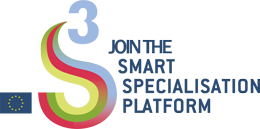 S3
JOIN THE
SMART
SPECIALISATION
PLATFORM